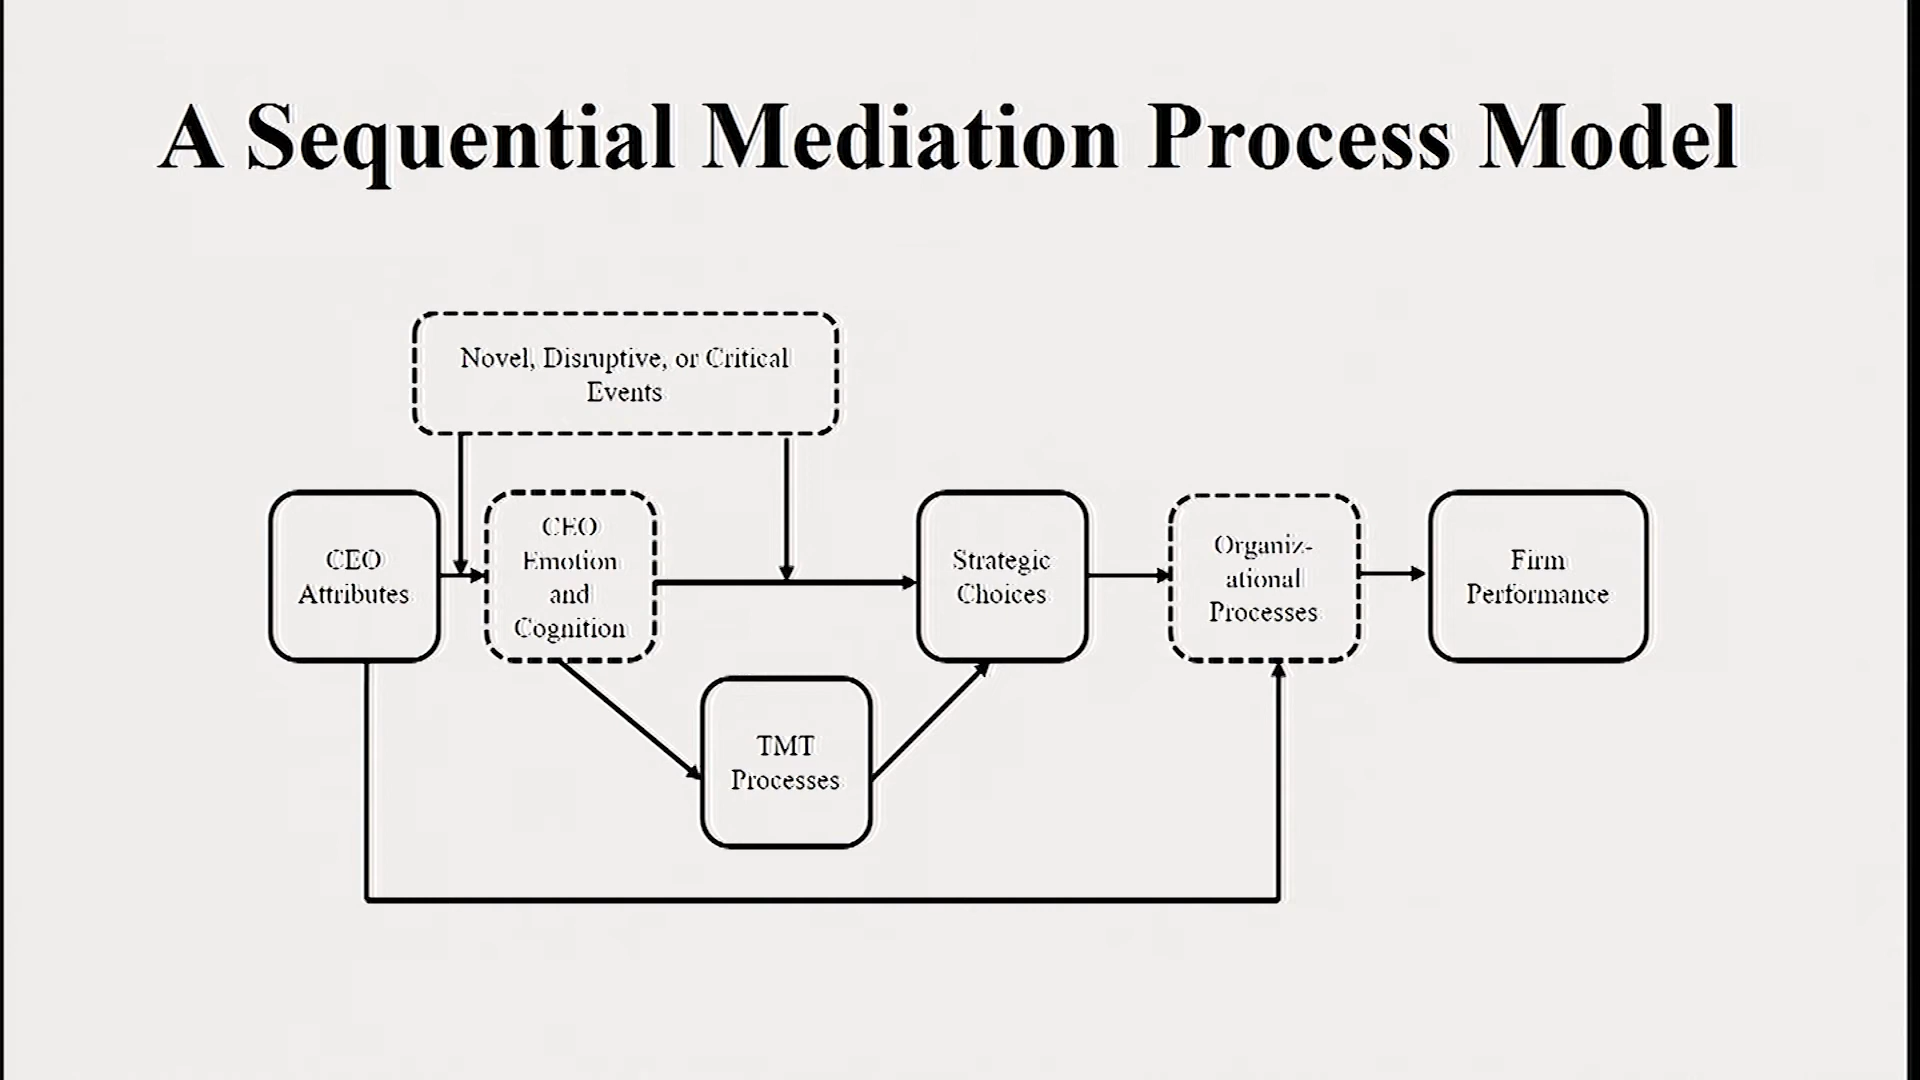 A Sequential Mediation Process Model
Novel, Disruptive, or Critical
Events
CEO
Attributes
CEO
Emotion
and
Cognition
Strategic
Choices
Organiz-
ational
Processes
Firm
Performance
TMT
Processes